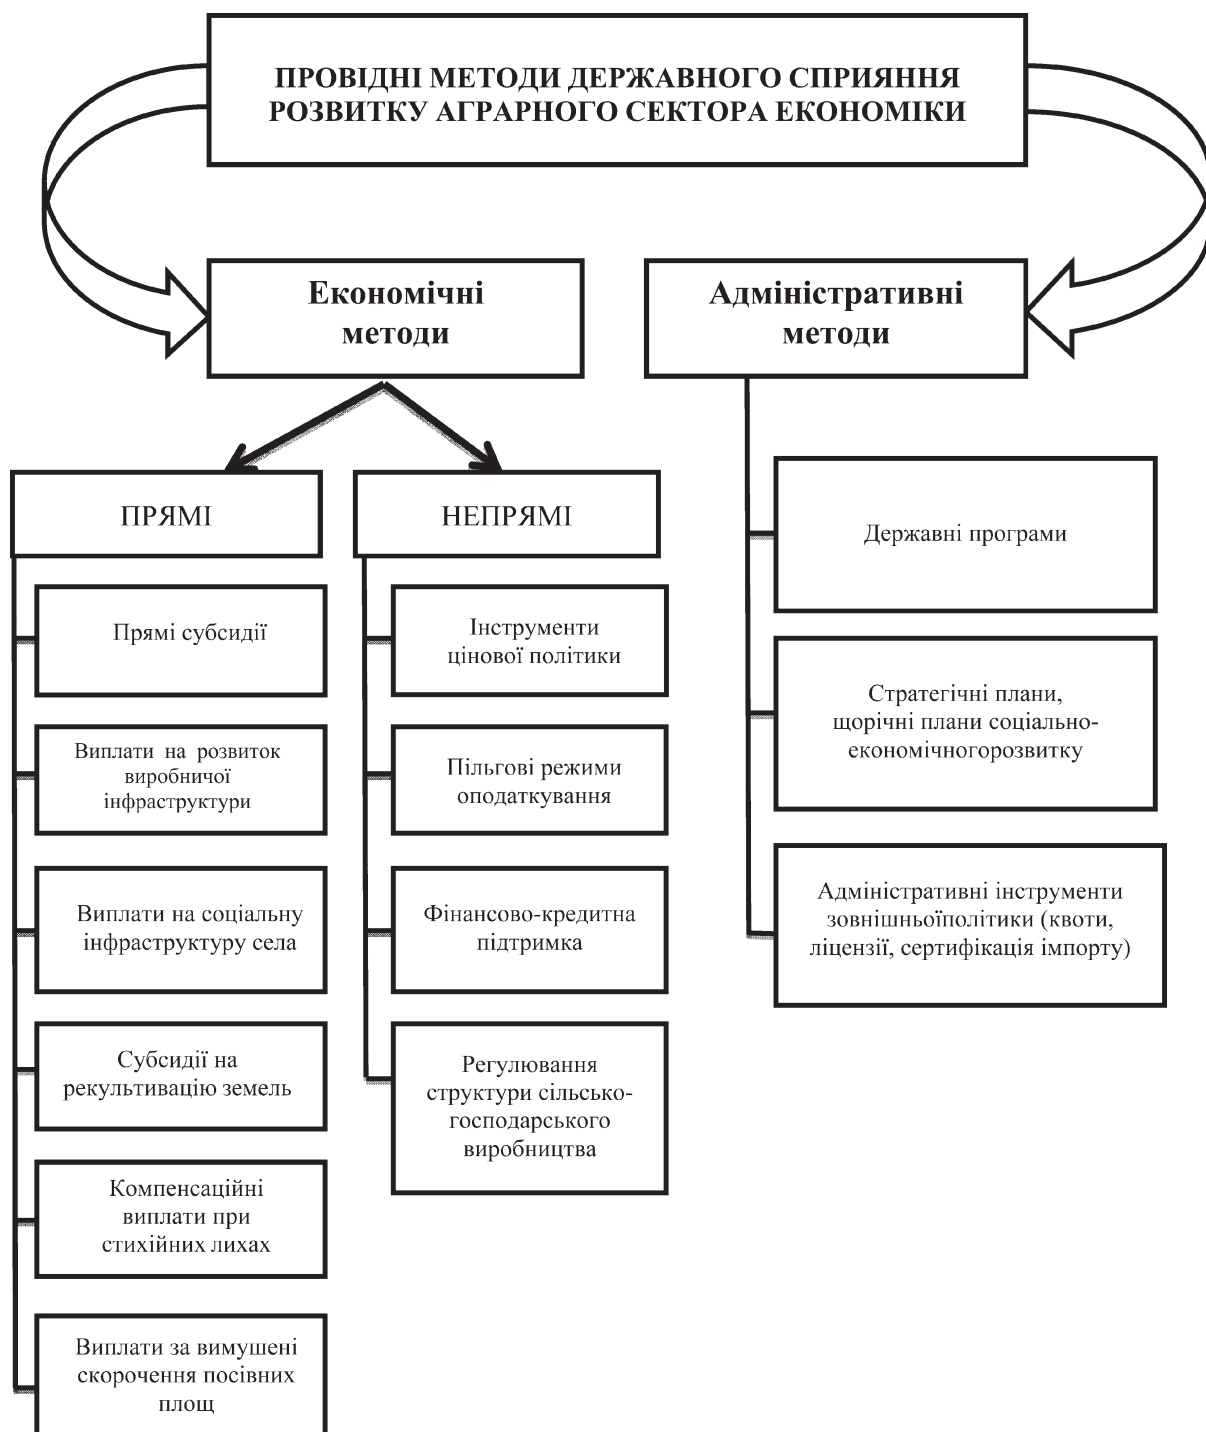 ПРОВІДНІ МЕТОДИ ДЕРЖАВНОГО СПРИЯННЯ
РОЗВИТКУ АГРАРНОГО СЕКТОРА ЕКОНОМІКИ
Економічні
методи
Адміністративні
методи
ПРЯМІ
Прямі субсидії
Виплати на розвиток
виробничої
інфраструктури
Виплати на соціальну
інфраструктуру села
Субсидії на
рекультивацію земель
Компенсаційні
виплати при
стихійних лихах
Виплати за вимушені
скорочення посівних
площ
НЕПРЯМІ
Інструменти
цінової політики
Пільгові режими
оподаткування
Фінансово-кредитна
підтримка
Регулювання
структури сільсько-
господарського
виробництва
Державні програми
Стратегічні плани,
щорічні плани соціально-
економічногорозвитку
Адміністративні інструменти
зовнішньоїполітики (квоти,
ліцензії, сертифікація імпорту)